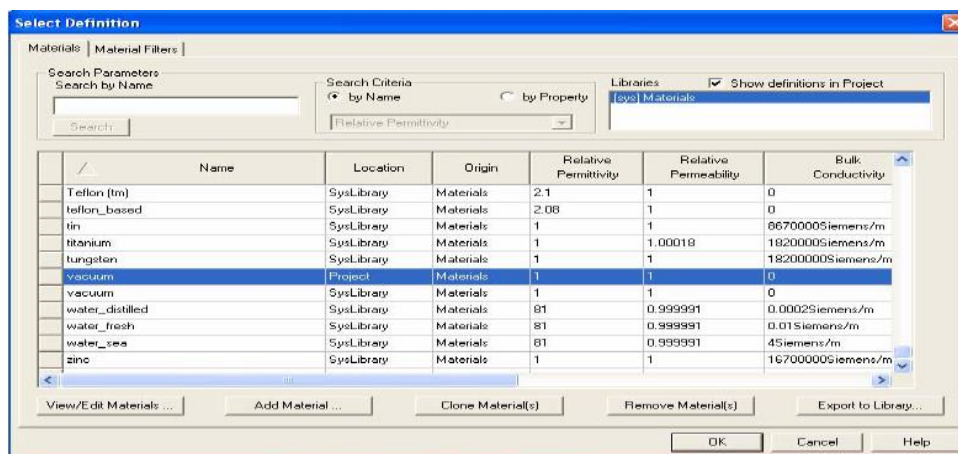 Select Definition
Materials Material Filters
Search Parameters
Search by Name
Search
Search Criteria
by Name by Property
Relative Permittivity
Libraries Show definitions in Project
[sys] Materials
Name Location Origin Relative Permittivity Relative Permeability Bulk Conductivity
Teflon (tm) SysLibrary Materials 2.1 1 0
teflon_based SysLibrary Materials 2.08 1 0
tin SysLibrary Materials 1 1 8670000Siemens/m
titanium SysLibrary Materials 1 1.00018 1820000Siemens/m
tungsten SysLibrary Materials 1 1 18200000Siemens/m
vacuum Project Materials 1 1 0
vacuum SysLibrary Materials 1 1 0
water_distilled SysLibrary Materials 81 0.999991 0.0002Siemens/m
water_fresh SysLibrary Materials 81 0.999991 0.01Siemens/m
water_sea SysLibrary Materials 81 0.999991 4Siemens/m
zinc SysLibrary Materials 1 1 16700000Siemens/m
View/Edit Materials ... Add Material ... Clone Material(s) Remove Material(s) Export to Library...
OK Cancel Help